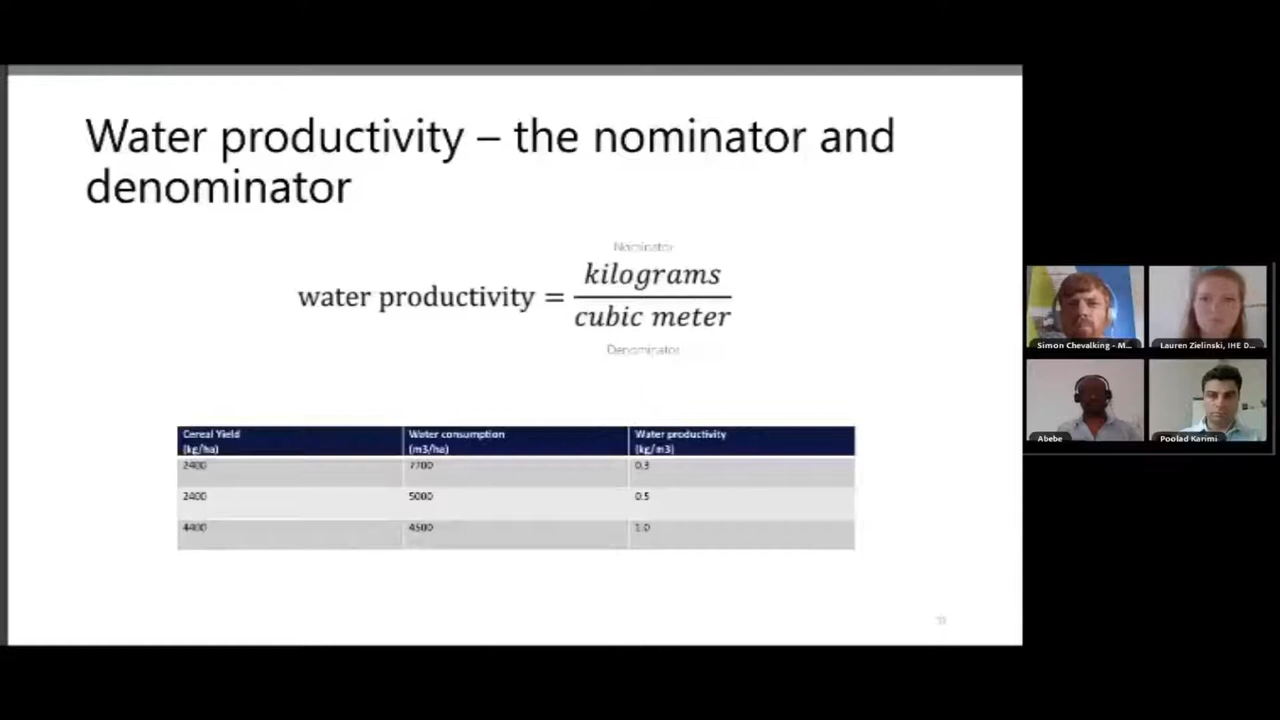 Water productivity – the nominator and
denominator
Nominator
water productivity = kilograms
cubic meter
Denominator
Cereal Yield Water consumption Water productivity
(kg/ha) (m3/ha) (kg/m3)
2400 7700 0.3
2400 5000 0.5
4400 4500 1.0
Simon Chevalking - M... Lauren Zielinski, IHE D...
Abebe Poolad Karimi